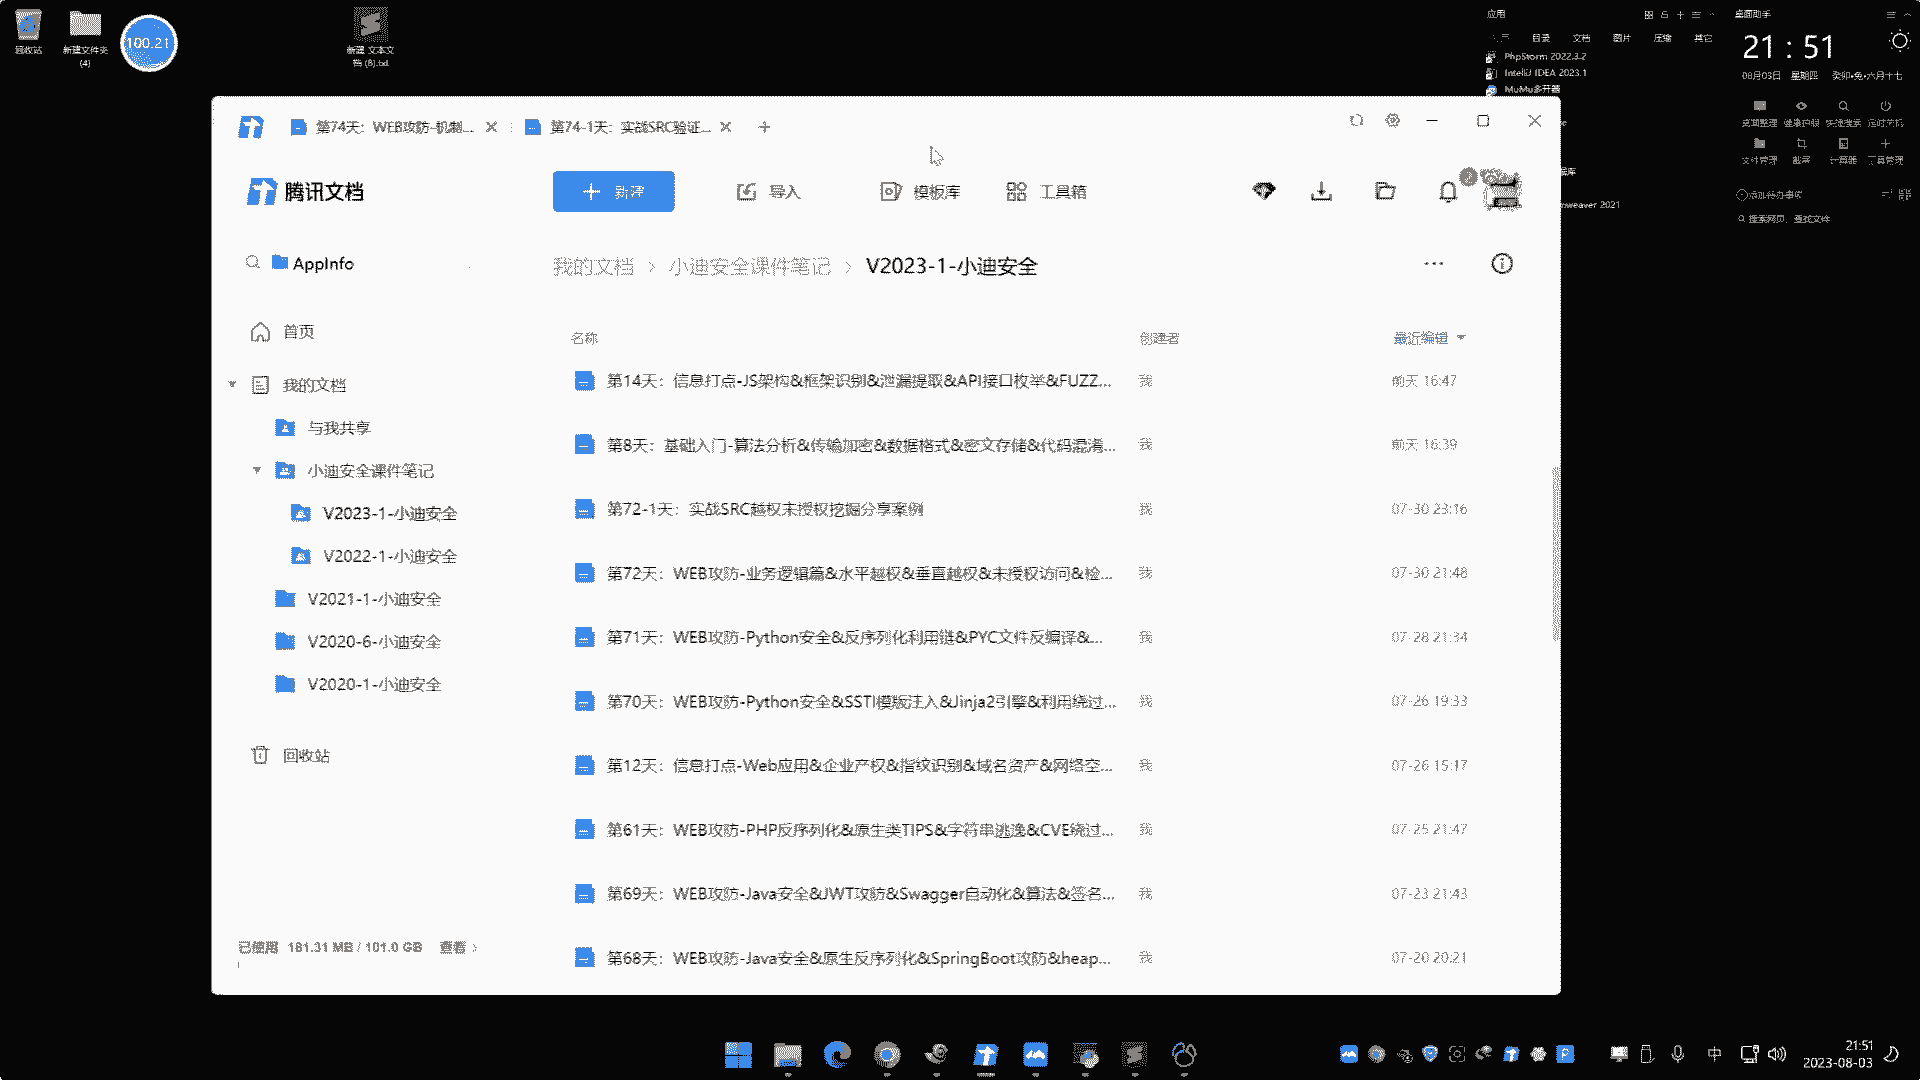 回收站
新建文件夹
(4)
100.21
新建 文本文
档 (6).txt
应用
目录
文档
图片
压缩
其它
PhpStorm 2022.3.2
IntelliJ IDEA 2023.1
MuMu多开器
weaver 2021
桌面助手
21 : 51
08月03日 星期四 癸卯•兔•六月十七
桌面整理 健康护眼 快捷搜索 定时关机
文件管理 截屏 计算器 工具管理
添加待办事项
搜索网页、查找文件
第74天：WEB攻防-机制...
第74-1天：实战SRC验证...
腾讯文档
新建
导入
模板库
工具箱
2
AppInfo
我的文档 > 小迪安全课件笔记 > V2023-1-小迪安全
首页
我的文档
与我共享
小迪安全课件笔记
V2023-1-小迪安全
V2022-1-小迪安全
V2021-1-小迪安全
V2020-6-小迪安全
V2020-1-小迪安全
回收站
已使用 181.31 MB / 101.0 GB 查看 >
名称 创建者 最近编辑
第14天：信息打点-JS架构&框架识别&泄漏提取&API接口枚举&FUZZ... 我 前天 16:47
第8天：基础入门-算法分析&传输加密&数据格式&密文存储&代码混淆... 我 前天 16:39
第72-1天：实战SRC越权未授权挖掘分享案例 我 07-30 23:16
第72天：WEB攻防-业务逻辑篇&水平越权&垂直越权&未授权访问&检... 我 07-30 21:48
第71天：WEB攻防-Python安全&反序列化利用链&PYC文件反编译&... 我 07-28 21:34
第70天：WEB攻防-Python安全&SSTI模版注入&Jinja2引擎&利用绕过... 我 07-26 19:33
第12天：信息打点-Web应用&企业产权&指纹识别&域名资产&网络空... 我 07-26 15:17
第61天：WEB攻防-PHP反序列化&原生类TIPS&字符串逃逸&CVE绕过... 我 07-25 21:47
第69天：WEB攻防-Java安全&JWT攻防&Swagger自动化&算法&签名... 我 07-23 21:43
第68天：WEB攻防-Java安全&原生反序列化&SpringBoot攻防&heap... 我 07-20 20:21
中
21:51
2023-08-03